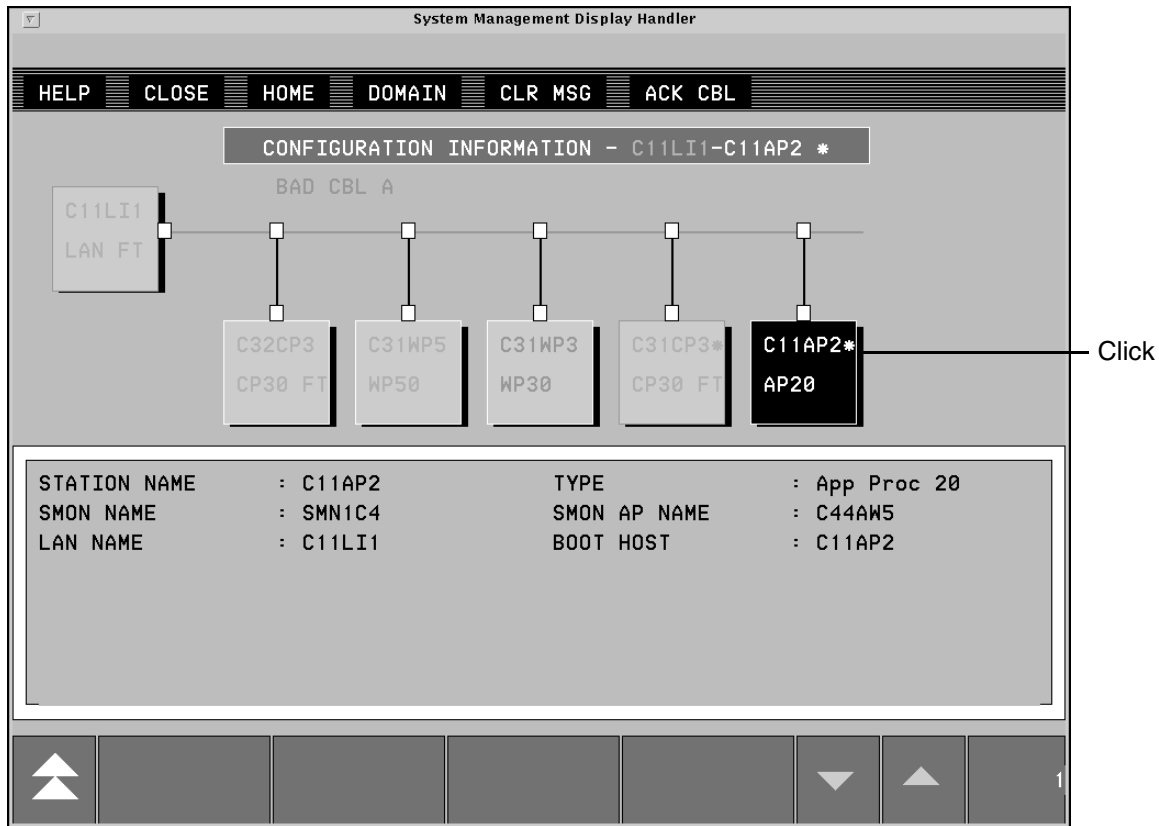 System Management Display Handler
HELP CLOSE HOME DOMAIN CLR MSG ACK CBL
CONFIGURATION INFORMATION - C11LI1-C11AP2 *
BAD CBL A
C11LI1
LAN FT
C32CP3 C31WP5 C31WP3 C31CP3* C11AP2*
CP30 FT WP50 WP30 CP30 FT AP20
Click
STATION NAME : C11AP2 TYPE : App Proc 20
SMON NAME : SMN1C4 SMON AP NAME : C44AW5
LAN NAME : C11LI1 BOOT HOST : C11AP2
1